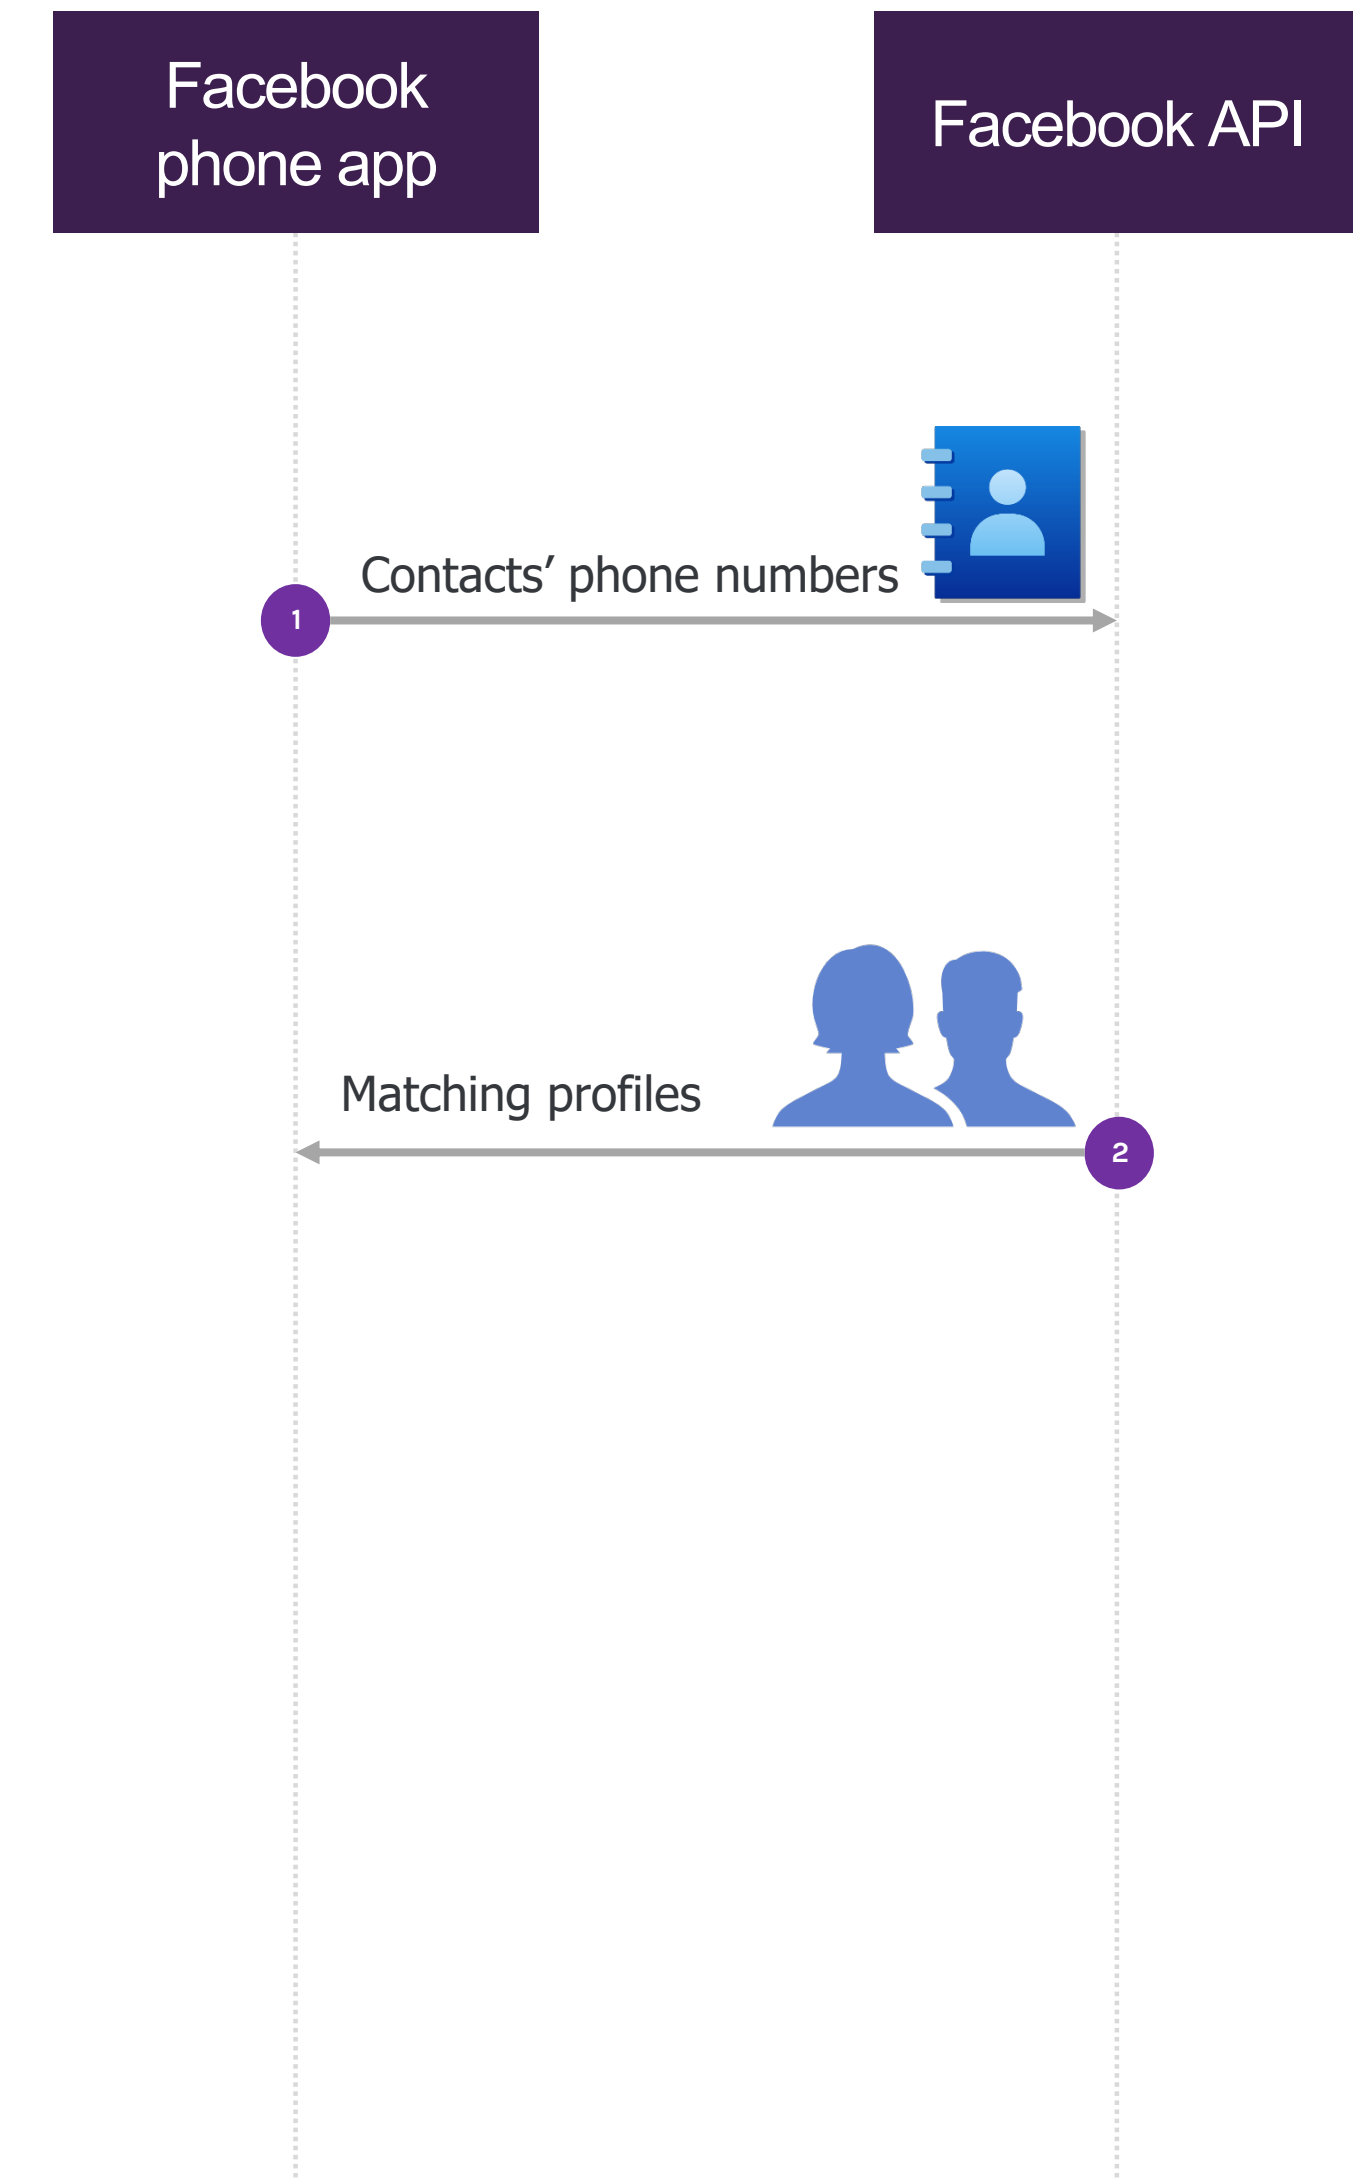 Facebook
phone app
Facebook API
Contacts’ phone numbers
1
Matching profiles
2